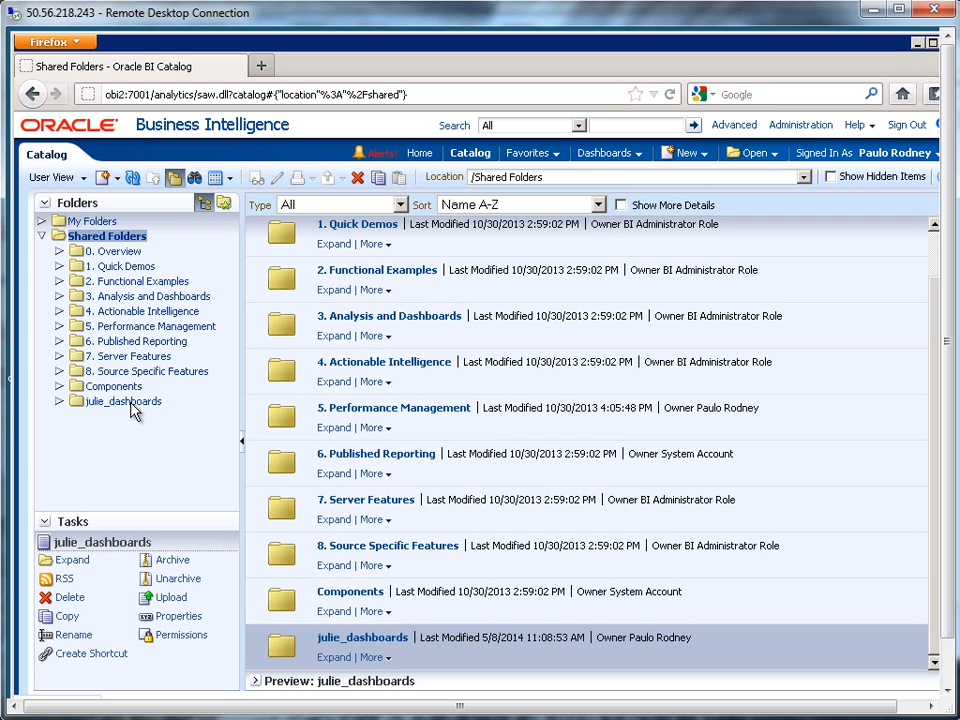 50.56.218.243 - Remote Desktop Connection
Firefox
Shared Folders - Oracle BI Catalog
obi2:7001/analytics/saw.dll?catalog#{"location"%3A"%2Fshared"}
Google
ORACLE Business Intelligence
Search All Advanced Administration Help Sign Out
Catalog
Alerts! Home Catalog Favorites Dashboards New Open Signed In As Paulo Rodney
User View Location /Shared Folders Show Hidden Items
Folders
Type All Sort Name A-Z Show More Details
My Folders
Shared Folders
0. Overview
1. Quick Demos
2. Functional Examples
3. Analysis and Dashboards
4. Actionable Intelligence
5. Performance Management
6. Published Reporting
7. Server Features
8. Source Specific Features
Components
julie_dashboards
Tasks
julie_dashboards
Expand Archive
RSS Unarchive
Delete Upload
Copy Properties
Rename Permissions
Create Shortcut
1. Quick Demos | Last Modified 10/30/2013 2:59:02 PM | Owner BI Administrator Role
Expand | More
2. Functional Examples | Last Modified 10/30/2013 2:59:02 PM | Owner BI Administrator Role
Expand | More
3. Analysis and Dashboards | Last Modified 10/30/2013 2:59:02 PM | Owner BI Administrator Role
Expand | More
4. Actionable Intelligence | Last Modified 10/30/2013 2:59:02 PM | Owner BI Administrator Role
Expand | More
5. Performance Management | Last Modified 10/30/2013 4:05:48 PM | Owner Paulo Rodney
Expand | More
6. Published Reporting | Last Modified 10/30/2013 2:59:02 PM | Owner System Account
Expand | More
7. Server Features | Last Modified 10/30/2013 2:59:02 PM | Owner BI Administrator Role
Expand | More
8. Source Specific Features | Last Modified 10/30/2013 2:59:02 PM | Owner BI Administrator Role
Expand | More
Components | Last Modified 10/30/2013 2:59:02 PM | Owner System Account
Expand | More
julie_dashboards | Last Modified 5/8/2014 11:08:53 AM | Owner Paulo Rodney
Expand | More
Preview: julie_dashboards